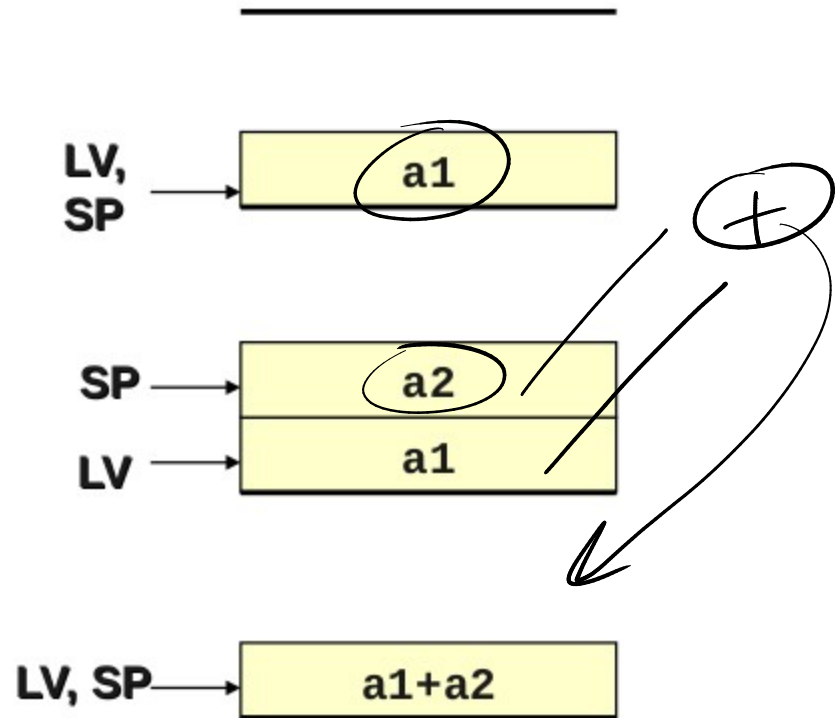 LV,
SP
a1
+
SP
a2
LV
a1
LV, SP
a1+a2